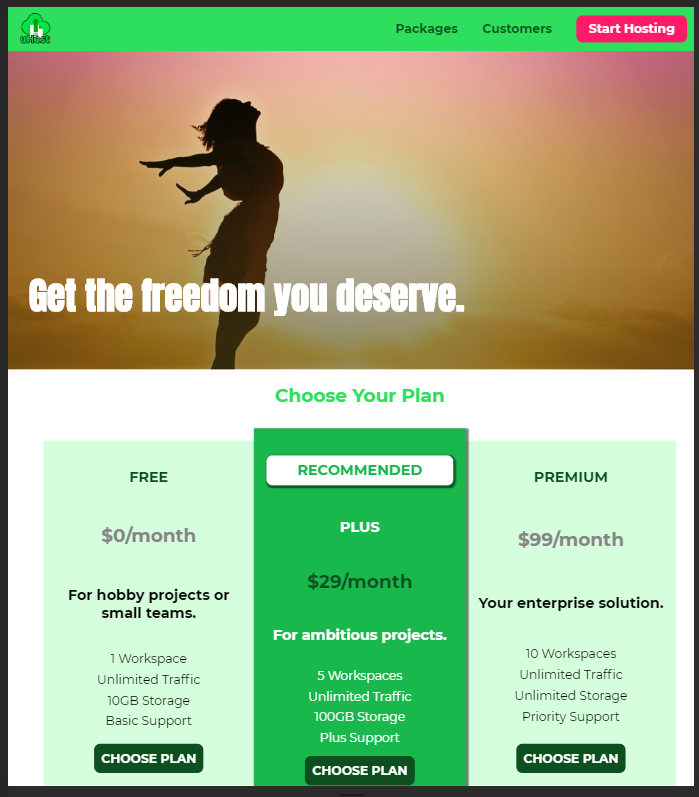 uHost
Packages
Customers
Start Hosting
Get the freedom you deserve.
Choose Your Plan
FREE
$0/month
For hobby projects or
small teams.
1 Workspace
Unlimited Traffic
10GB Storage
Basic Support
CHOOSE PLAN
RECOMMENDED
PLUS
$29/month
For ambitious projects.
5 Workspaces
Unlimited Traffic
100GB Storage
Plus Support
CHOOSE PLAN
PREMIUM
$99/month
Your enterprise solution.
10 Workspaces
Unlimited Traffic
Unlimited Storage
Priority Support
CHOOSE PLAN